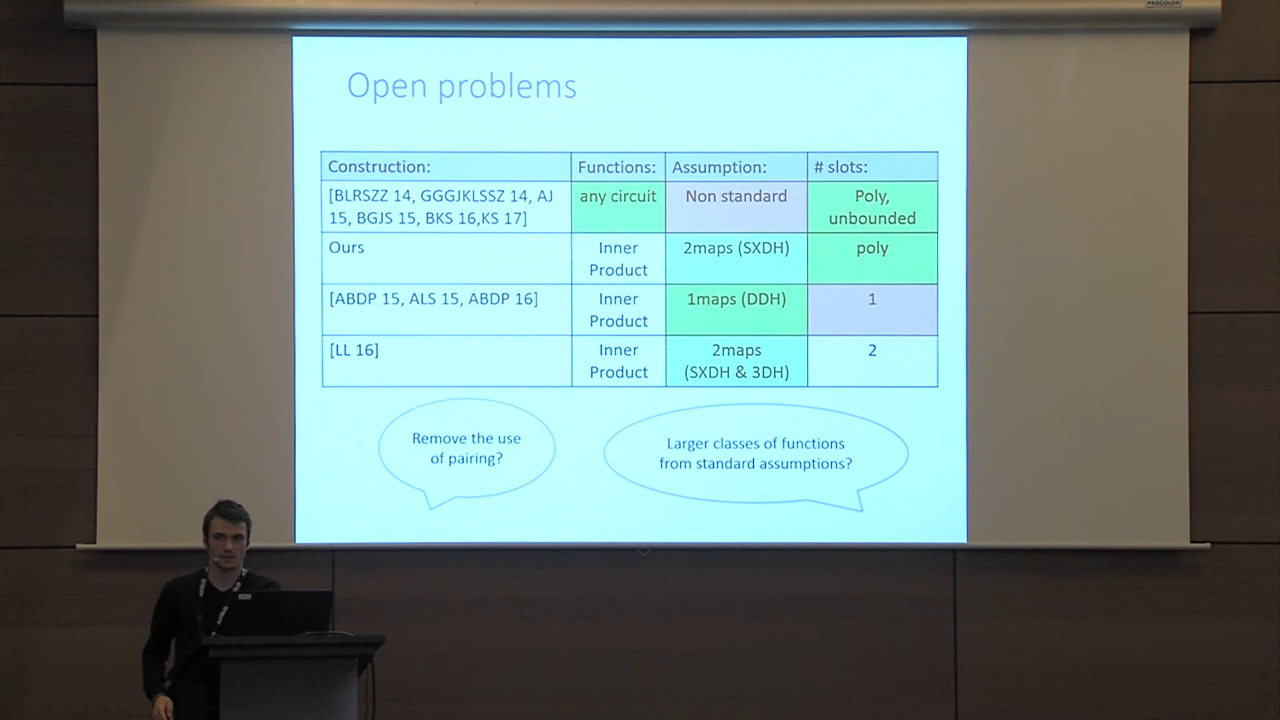 PROCOLOR
Open problems
Construction: Functions: Assumption: # slots:
[BLRSZZ 14, GGGJKLSSZ 14, AJ
15, BGJS 15, BKS 16,KS 17]
any circuit
Non standard
Poly,
unbounded
Ours
Inner
Product
2maps (SXDH)
poly
[ABDP 15, ALS 15, ABDP 16]
Inner
Product
1maps (DDH)
1
[LL 16]
Inner
Product
2maps
(SXDH & 3DH)
2
Remove the use
of pairing?
Larger classes of functions
from standard assumptions?